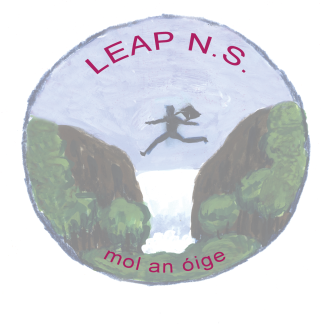 LEAP N.S.
mol an óige